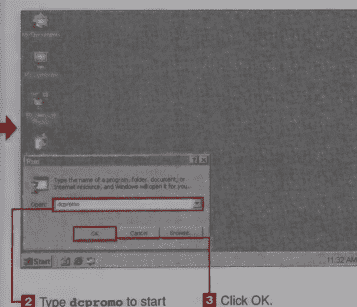 Run
Type the name of a program, folder, document, or
Internet resource, and Windows will open it for you.
Open:
dcpromo
OK
Cancel
Browse...
Start
11:32 AM
2 Type dcpromo to start
3 Click OK.